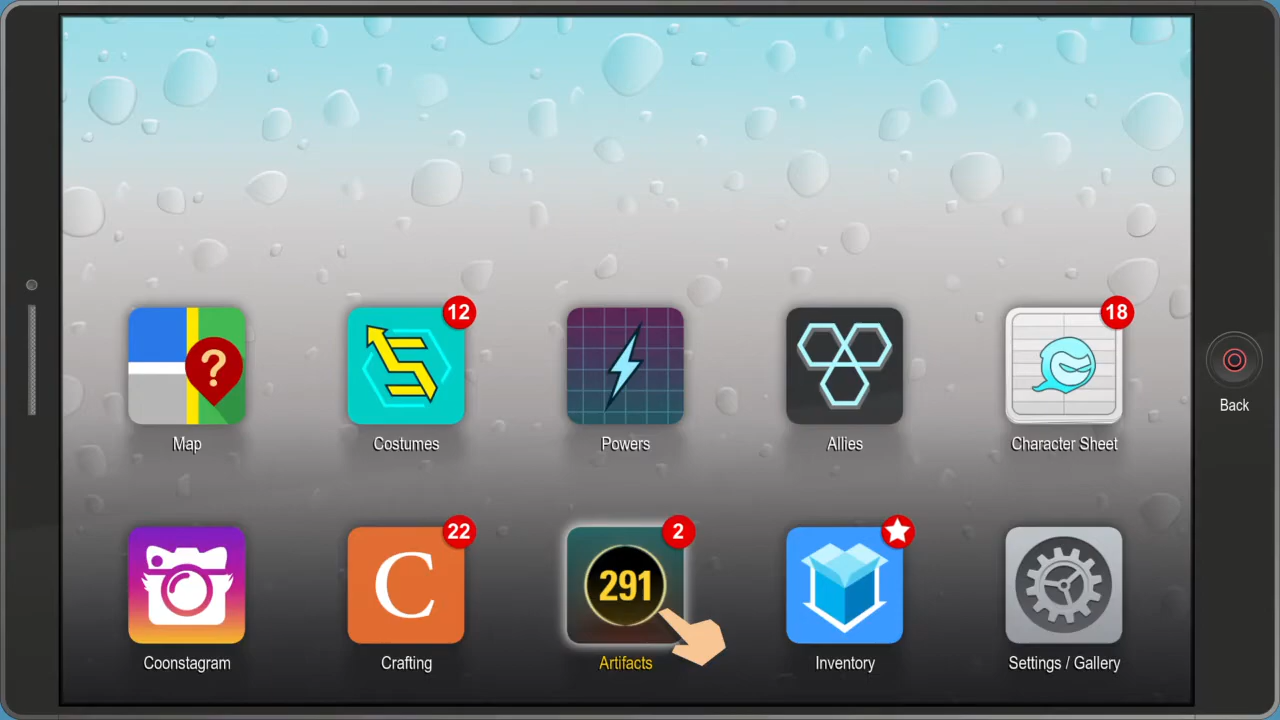 12
18
?
Map
Costumes
Powers
Allies
Character Sheet
Back
22
2
C
291
Coonstagram
Crafting
Artifacts
Inventory
Settings / Gallery